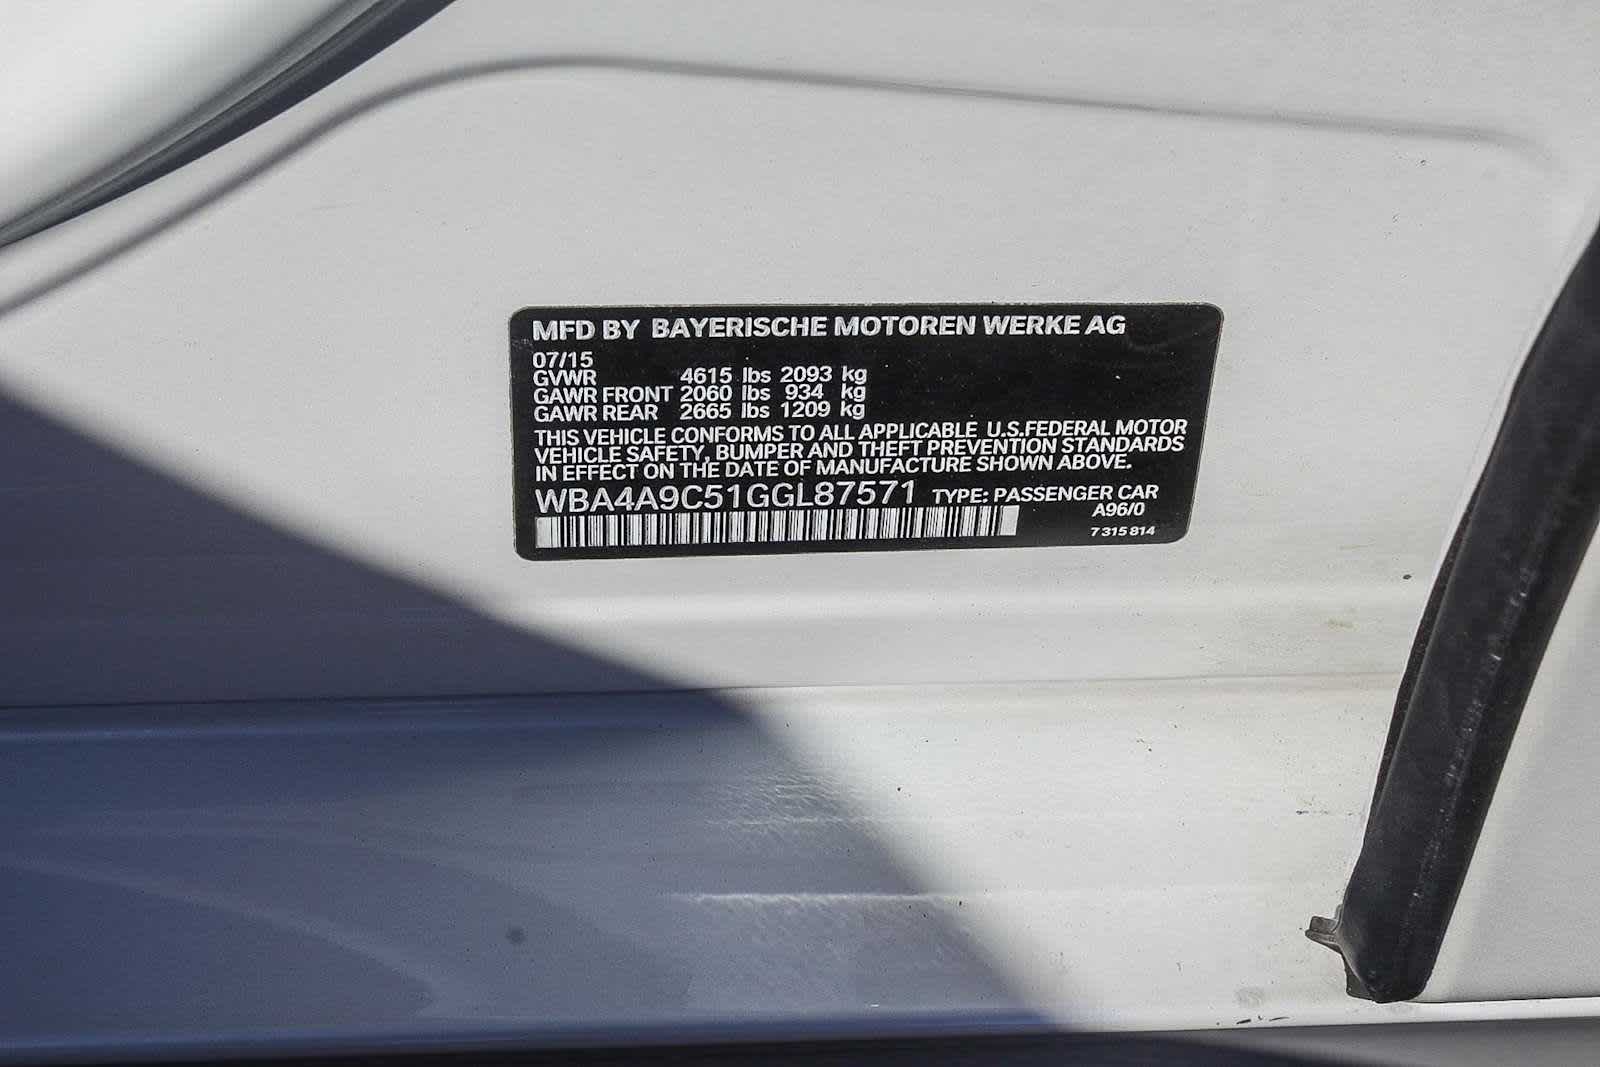 MFD BY BAYERISCHE MOTOREN WERKE AG
07/15
GVWR 4615 lbs 2093 kg
GAWR FRONT 2060 lbs 934 kg
GAWR REAR 2665 lbs 1209 kg
THIS VEHICLE CONFORMS TO ALL APPLICABLE U.S.FEDERAL MOTOR
VEHICLE SAFETY, BUMPER AND THEFT PREVENTION STANDARDS
IN EFFECT ON THE DATE OF MANUFACTURE SHOWN ABOVE.
WBA4A9C51GGL87571 TYPE: PASSENGER CAR
A96/0
7 315 814